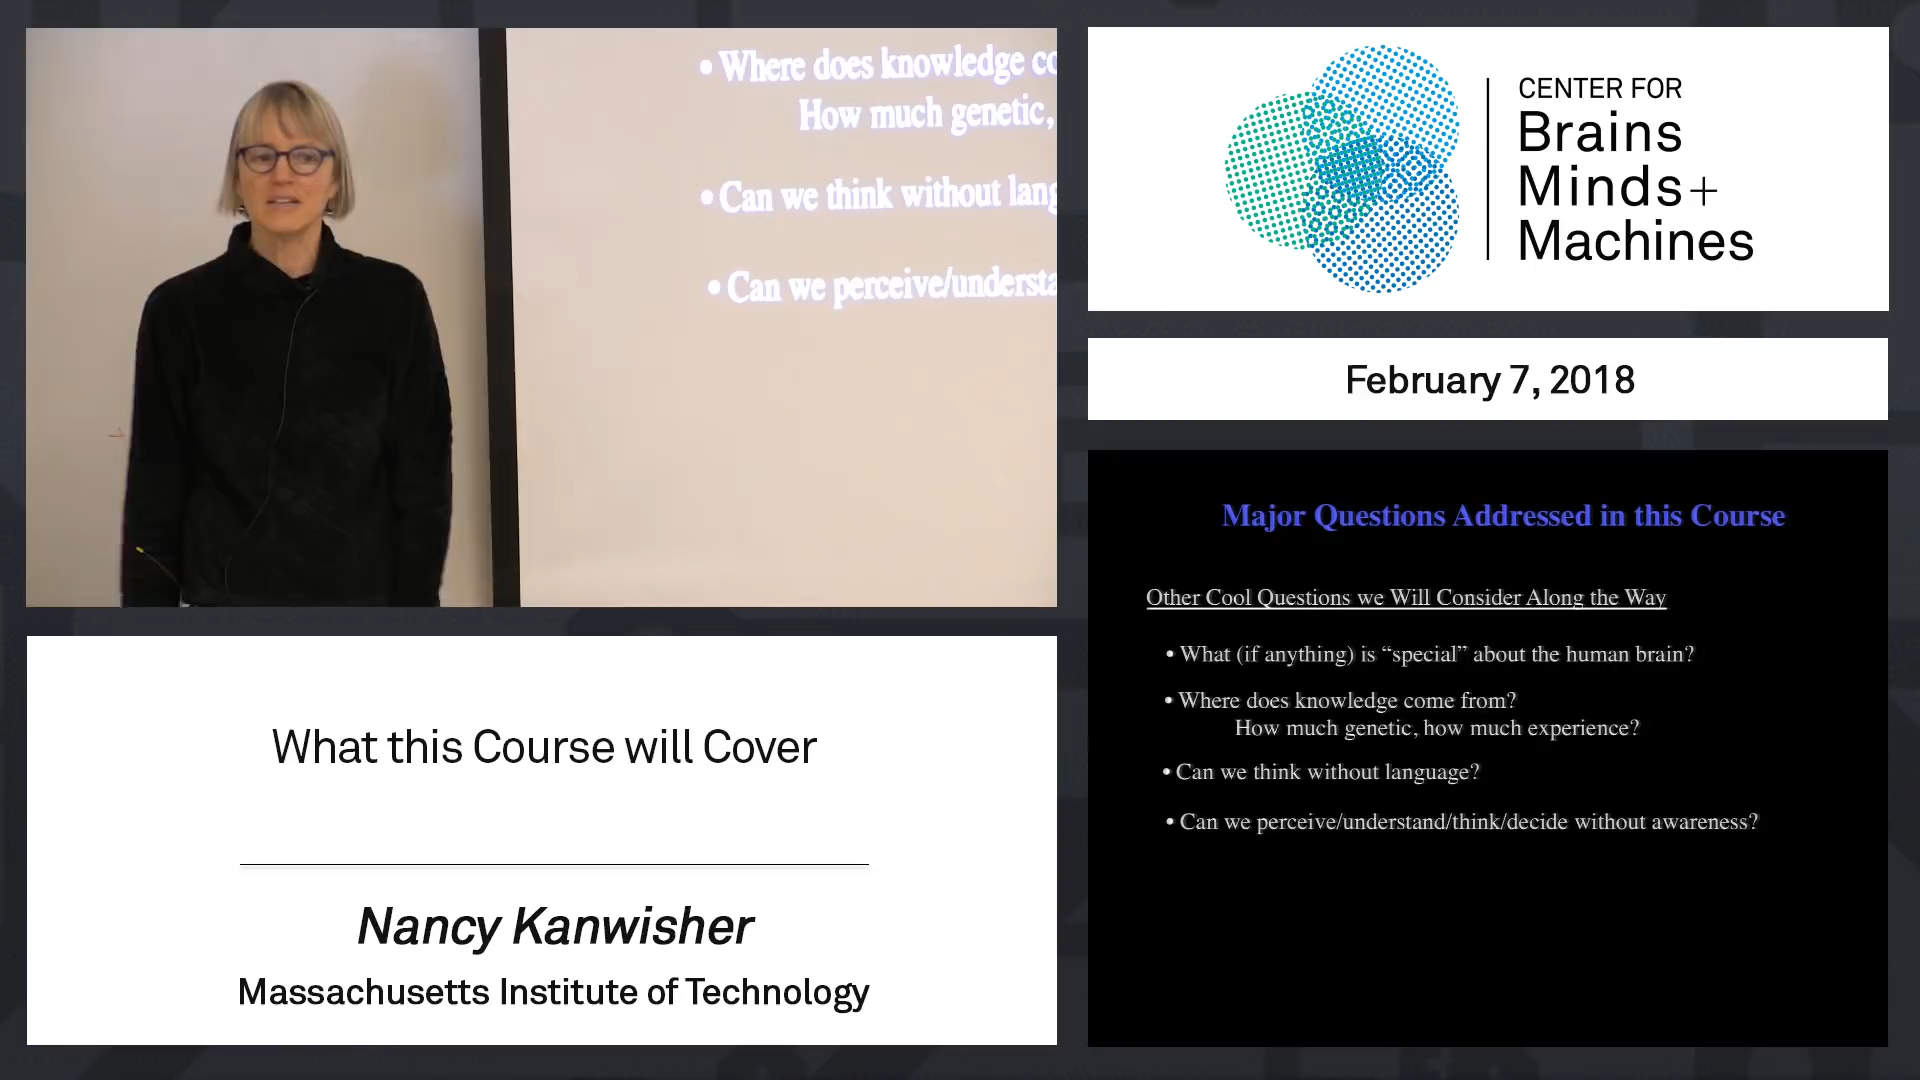 • Where does knowledge
How much genetic,
• Can we think without
• Can we
CENTER FOR
Brains
Minds+
Machines
February 7, 2018
What this Course will Cover
Nancy Kanwisher
Massachusetts Institute of Technology
Major Questions Addressed in this Course
Other Cool Questions we Will Consider Along the Way
• What (if anything) is “special” about the human brain?
• Where does knowledge come from?
How much genetic, how much experience?
• Can we think without language?
• Can we perceive/understand/think/decide without awareness?